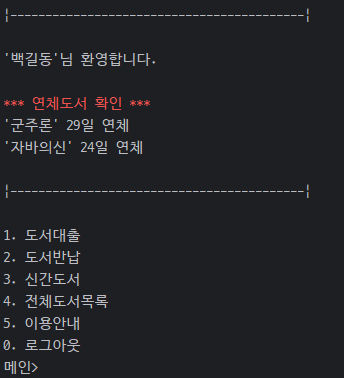 ¦------------------------------------------¦
'백길동'님 환영합니다.
*** 연체도서 확인 ***
'군주론' 29일 연체
'자바의신' 24일 연체
¦------------------------------------------¦
1. 도서대출
2. 도서반납
3. 신간도서
4. 전체도서목록
5. 이용안내
0. 로그아웃
메인>